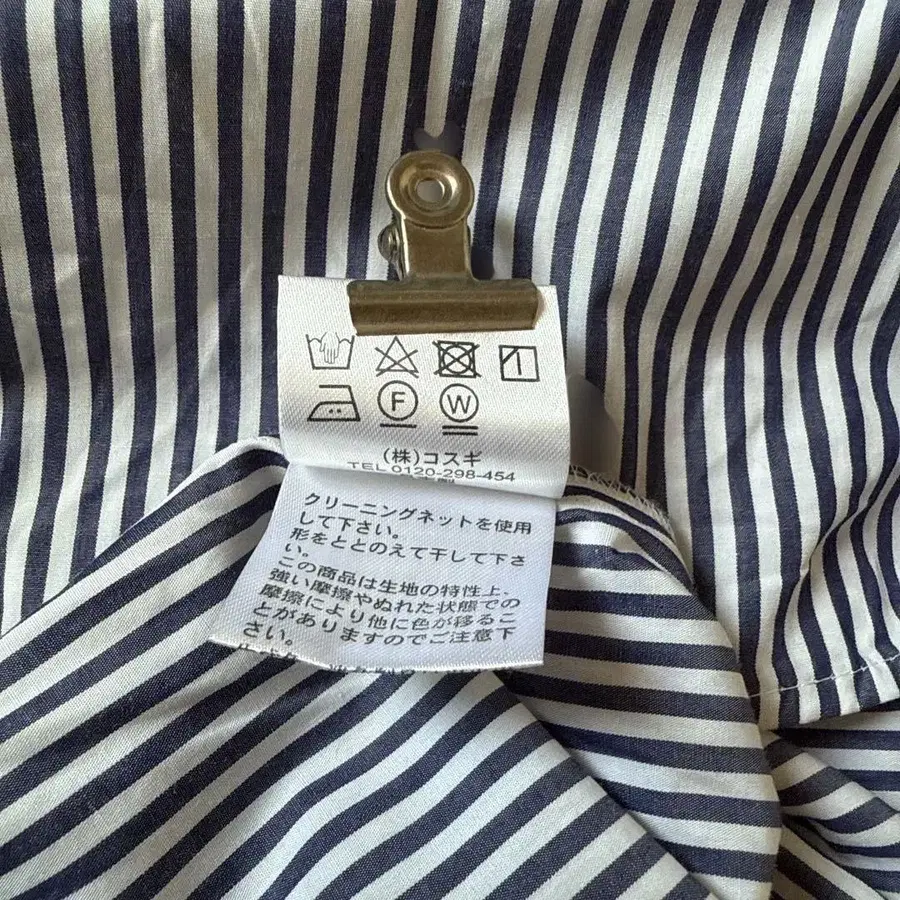 F W
(株)コスギ
TEL 0120-298-454
クリーニングネットを使用
して下さい。
形をととのえて干して下さ
い。
この商品は生地の特性上、
強い摩擦やぬれた状態での
摩擦により他に色が移るこ
とがありますのでご注意下
さい。